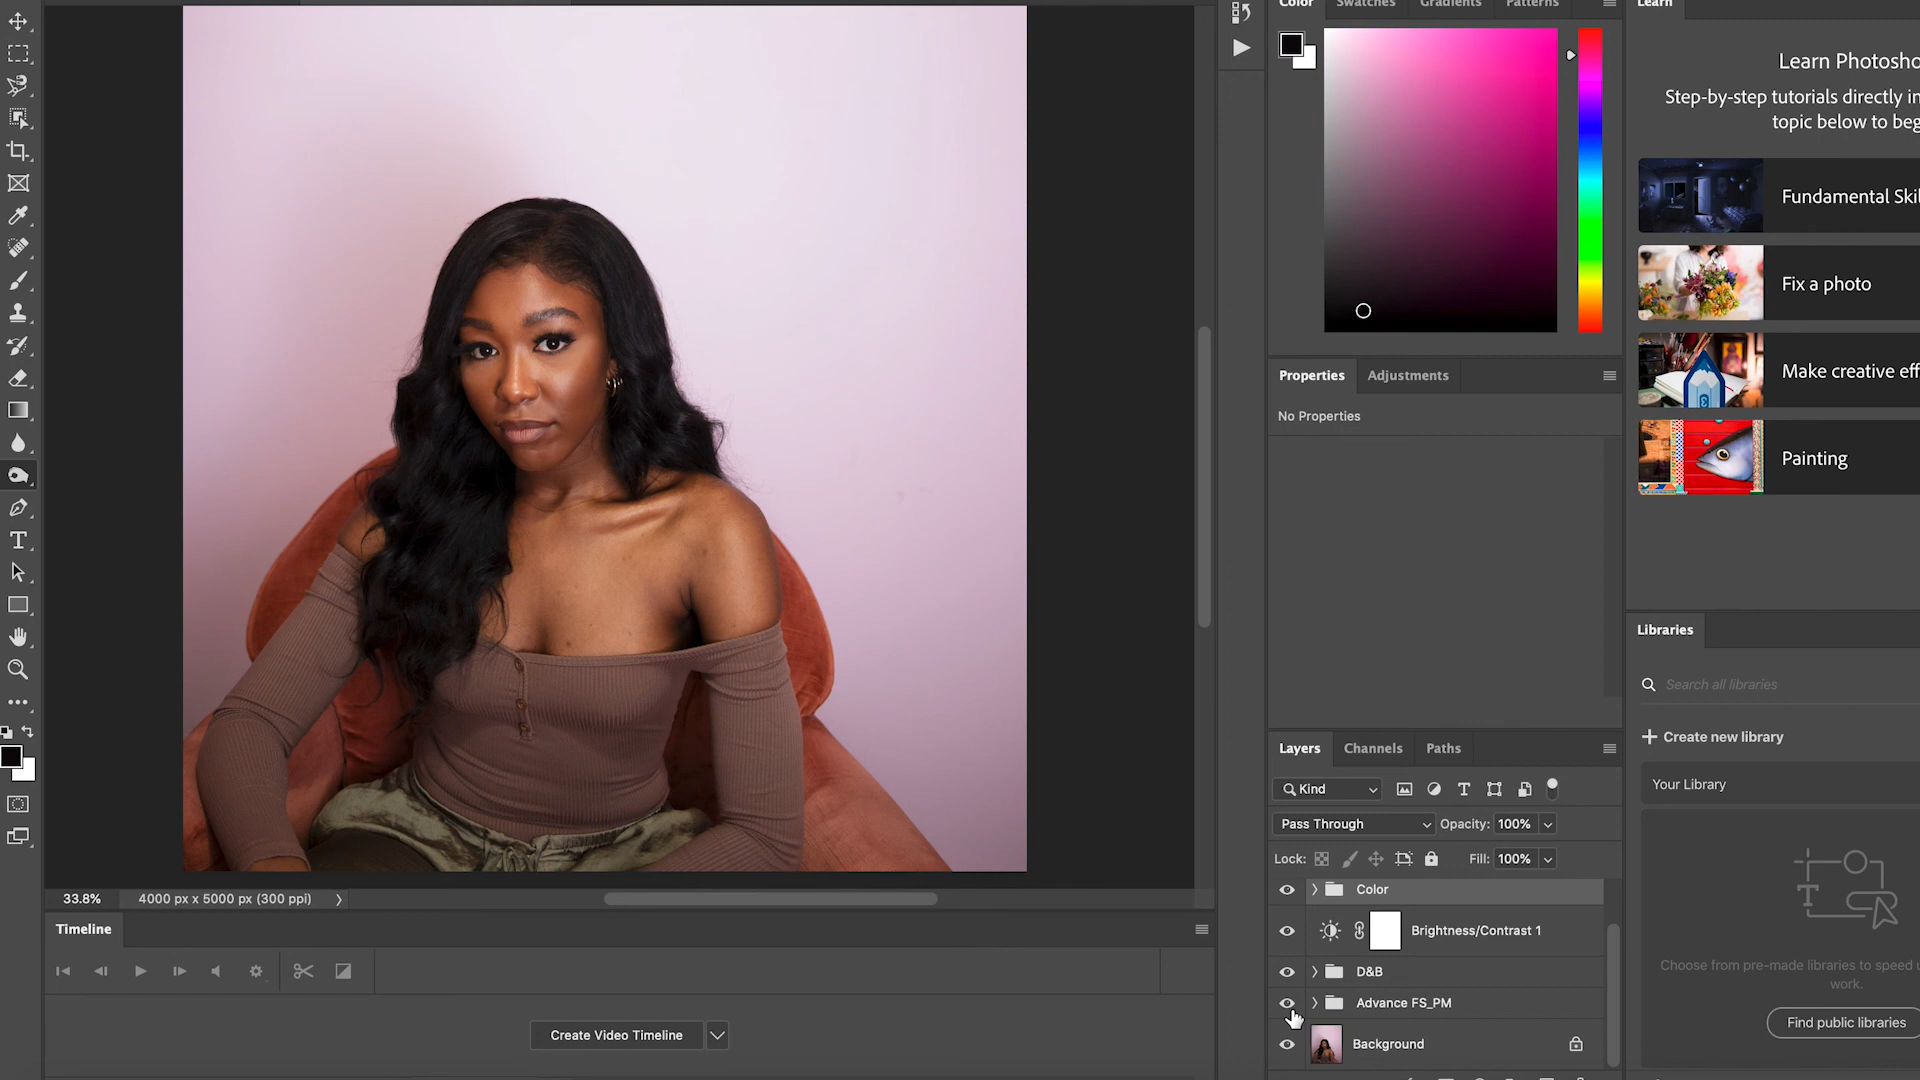 Color
Swatches
Gradients
Patterns
Learn
Learn Photosho
Step-by-step tutorials directly in
topic below to beg
Fundamental Skil
Fix a photo
Make creative eff
Painting
Properties
Adjustments
No Properties
Libraries
Search all libraries
Create new library
Your Library
Choose from pre-made libraries to speed u
work.
Find public libraries
Layers
Channels
Paths
Kind
Pass Through
Opacity: 100%
Lock:
Fill: 100%
Color
Brightness/Contrast 1
D&B
Advance FS_PM
Background
33.8%
4000 px x 5000 px (300 ppi)
Timeline
Create Video Timeline